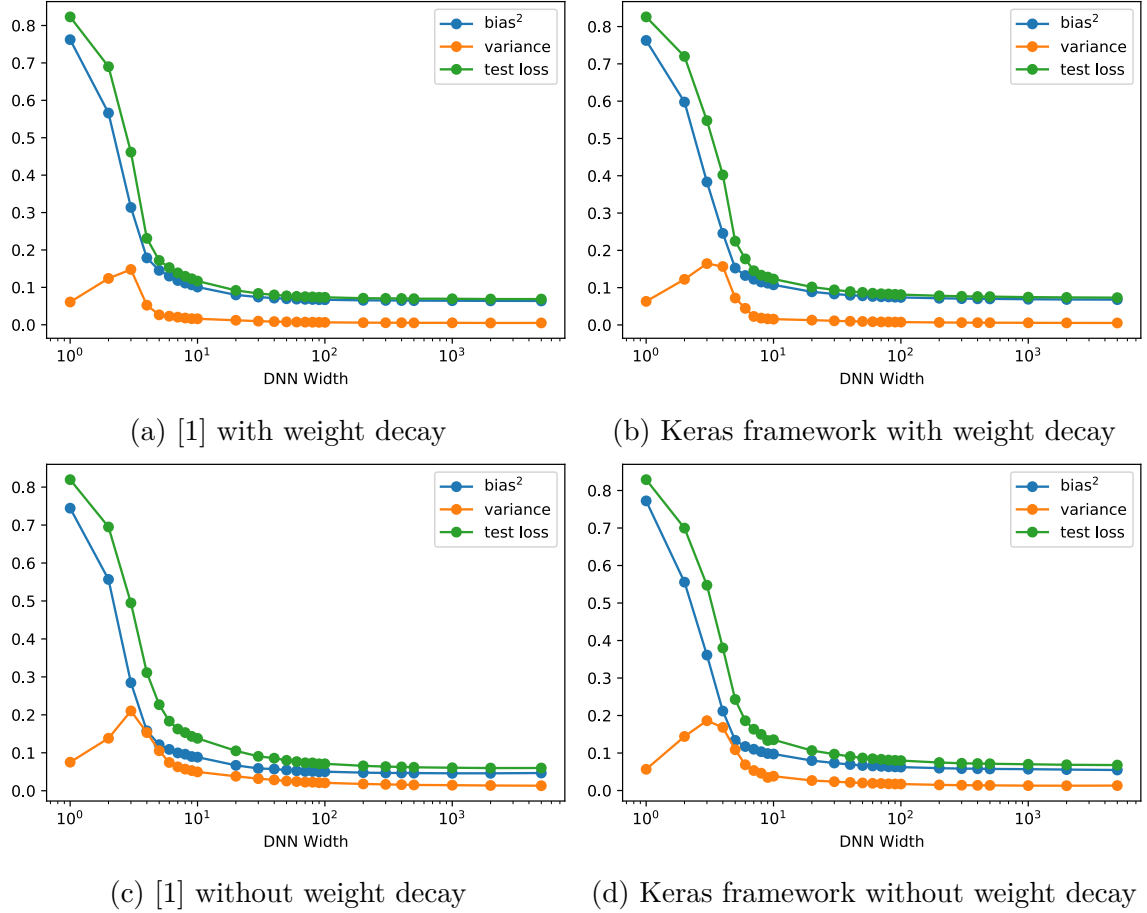 0.8
0.7
0.6
0.5
0.4
0.3
0.2
0.1
0.0
10⁰
10¹
10²
10³
DNN Width
bias²
variance
test loss
(a) [1] with weight decay
0.8
0.7
0.6
0.5
0.4
0.3
0.2
0.1
0.0
10⁰
10¹
10²
10³
DNN Width
bias²
variance
test loss
(b) Keras framework with weight decay
0.8
0.7
0.6
0.5
0.4
0.3
0.2
0.1
0.0
10⁰
10¹
10²
10³
DNN Width
bias²
variance
test loss
(c) [1] without weight decay
0.8
0.7
0.6
0.5
0.4
0.3
0.2
0.1
0.0
10⁰
10¹
10²
10³
DNN Width
bias²
variance
test loss
(d) Keras framework without weight decay